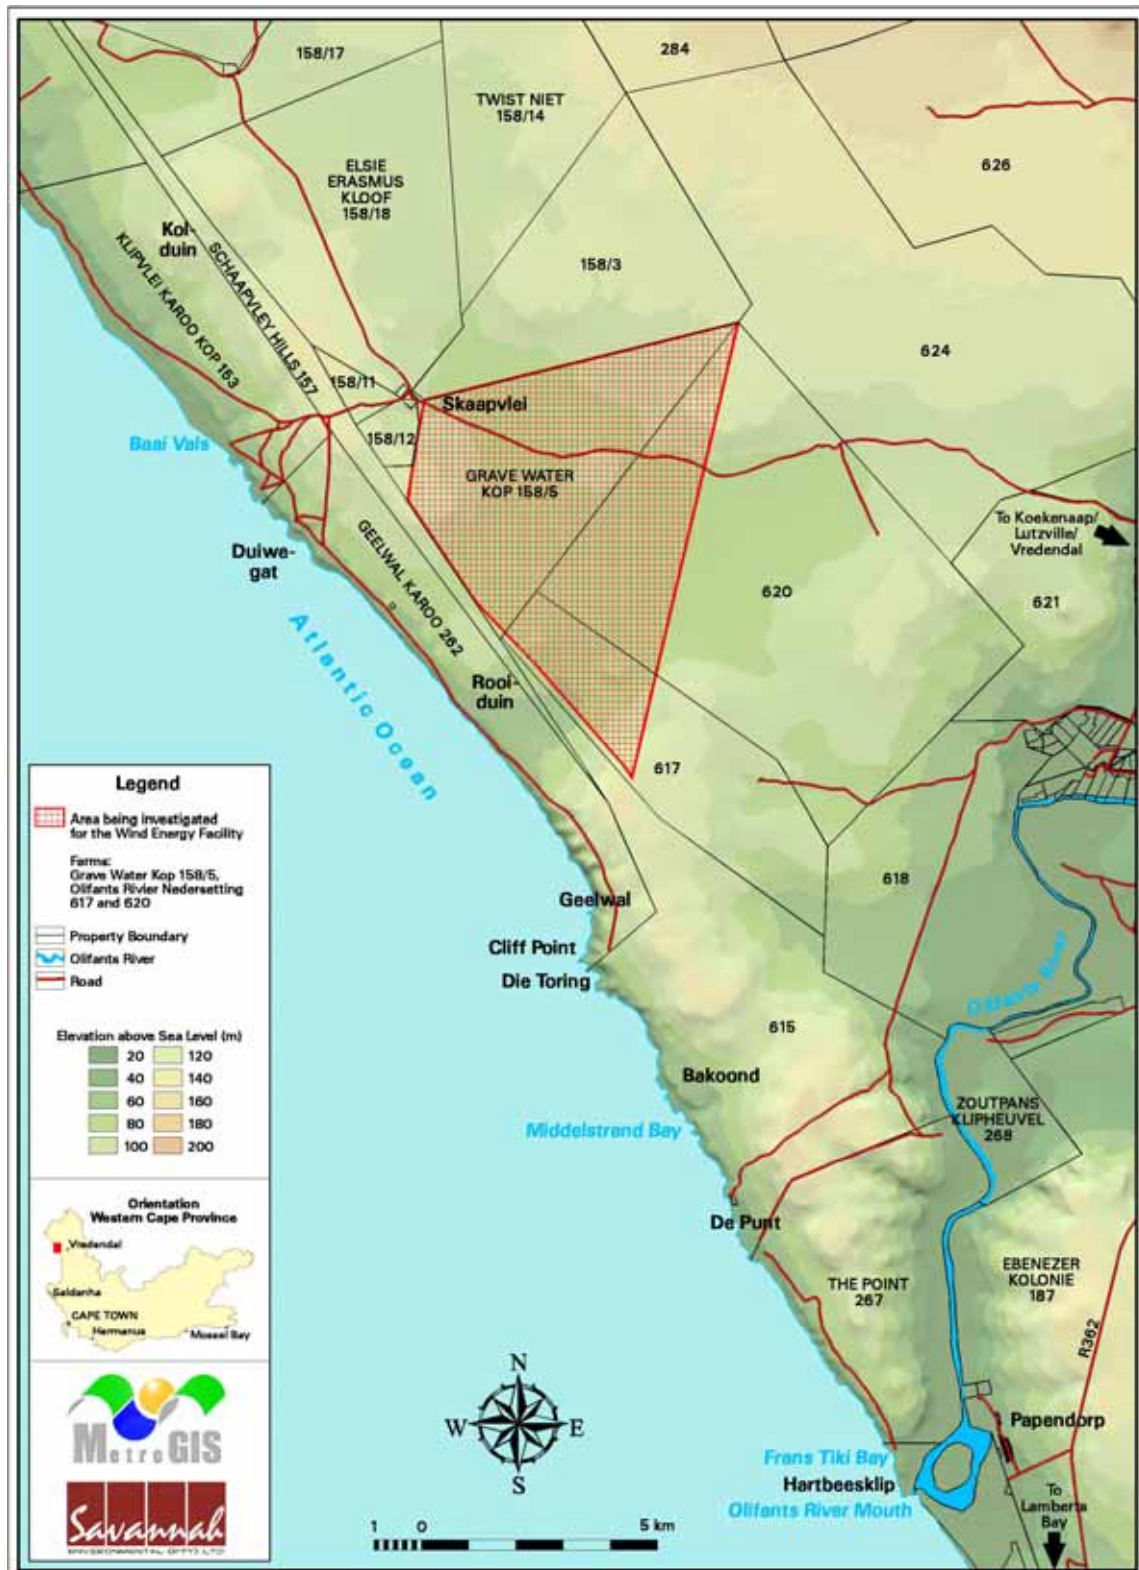 158/17
284
TWIST NIET
158/14
ELSIE
ERASMUS
KLOOF
158/18
626
Kol-
duin
SCHAAPVLEY HILLS 157
KLIPVLEI KAROO KOP 153
158/3
624
158/11
Skaapvlei
Baai Vals
158/12
GRAVE WATER
KOP 158/5
To Koekenaap/
Lutzville/
Vredendal
Duiwe-
gat
GEELWAL KAROO 262
620
621
Atlantic Ocean
Rooi-
duin
617
Legend
Area being investigated
for the Wind Energy Facility
Farms:
Grave Water Kop 158/5,
Olifants Rivier Nedersetting
617 and 620
Property Boundary
Olifants River
Road
618
Geelwal
Cliff Point
Die Toring
Olifants River
615
Elevation above Sea Level (m)
20 120
40 140
60 160
80 180
100 200
Bakoond
ZOUTPANS
KLIPHEUVEL
268
Middelstrand Bay
De Punt
Orientation
Western Cape Province
Vredendal
Saldanha
CAPE TOWN
Hermanus
Mossel Bay
THE POINT
267
EBENEZER
KOLONIE
187
R362
N
W E
S
MetroGIS
Papendorp
Frans Tiki Bay
Hartbeesklip
Olifants River Mouth
To
Lamberts
Bay
Savannah
ENVIRONMENTAL (PTY) LTD
1 0 5 km